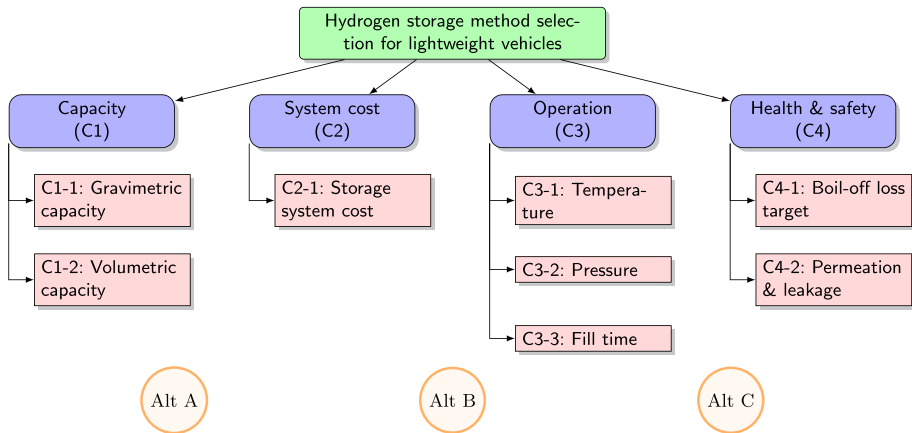 Hydrogen storage method selec-
tion for lightweight vehicles
Capacity
(C1)
System cost
(C2)
Operation
(C3)
Health & safety
(C4)
C1-1: Gravimetric
capacity
C2-1: Storage
system cost
C3-1: Tempera-
ture
C4-1: Boil-off loss
target
C1-2: Volumetric
capacity
C3-2: Pressure
C4-2: Permeation
& leakage
C3-3: Fill time
Alt A
Alt B
Alt C